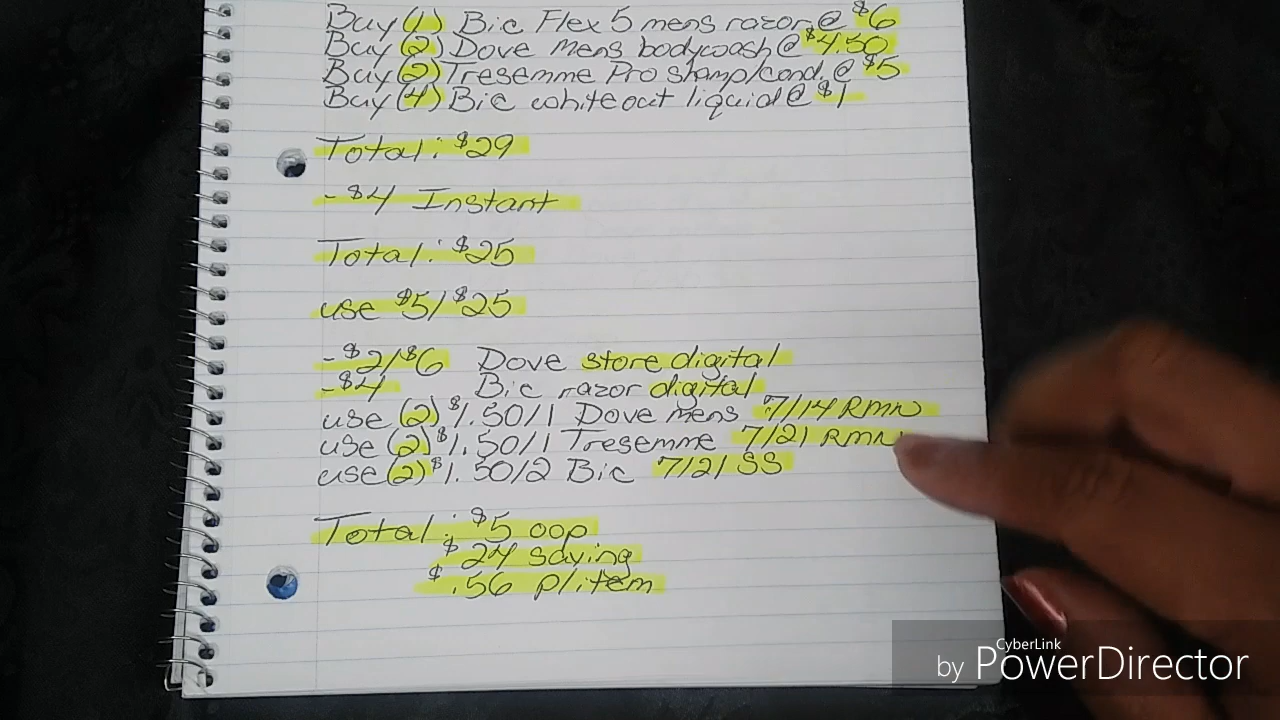 Buy (1) Bic Flex 5 mens razor @ $6
Buy (2) Dove Mens bodywash @ $4.50
Buy (2) Tresemme Pro shamp/cond. @ $5
Buy (4) Bic whiteout liquid @ $1
Total: $29
-$4 Instant
Total: $25
use $5/$25
-$2/$6 Dove store digital
-$4 Bic razor digital
use (2) $1.50/1 Dove mens 7/14 RMN
use (2) $1.50/1 Tresemme 7/21 RMN
use (2) $1.50/2 Bic 7/21 SS
Total: $5 oop
$24 saving
$.56 p/item
CyberLink
by PowerDirector